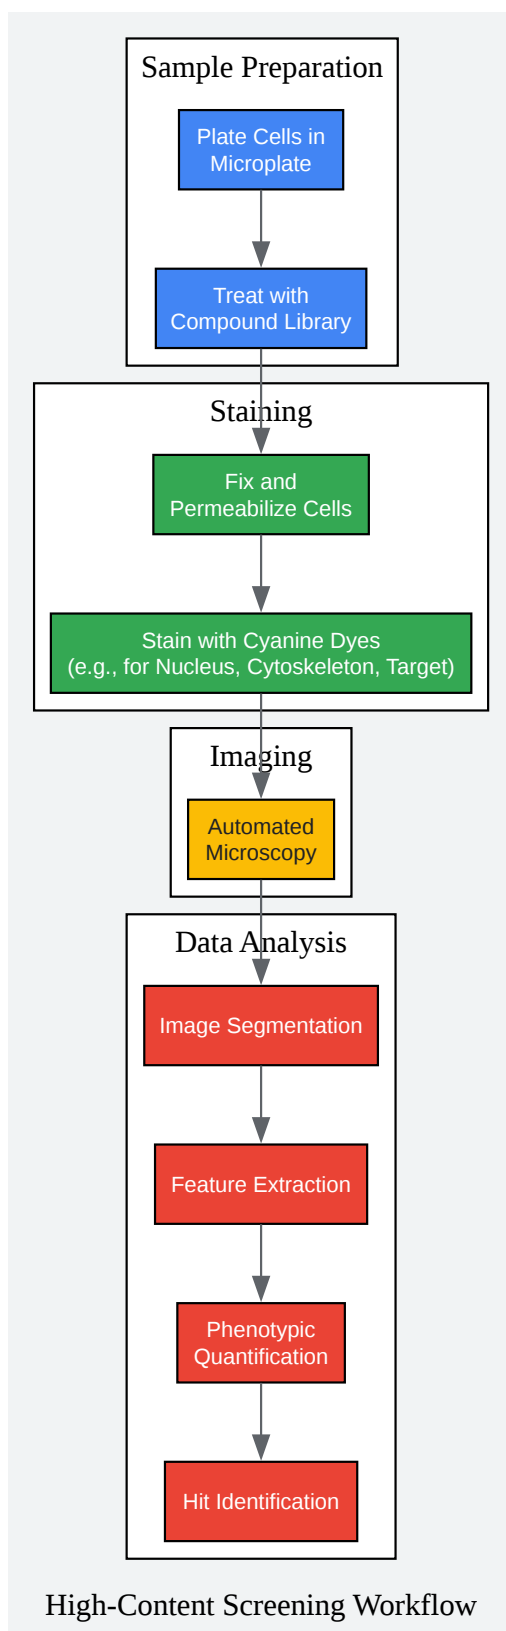 Sample Preparation
Plate Cells in
Microplate
Treat with
Compound Library
Staining
Fix and
Permeabilize Cells
Stain with Cyanine Dyes
(e.g., for Nucleus, Cytoskeleton, Target)
Imaging
Automated
Microscopy
Data Analysis
Image Segmentation
Feature Extraction
Phenotypic
Quantification
Hit Identification
High-Content Screening Workflow